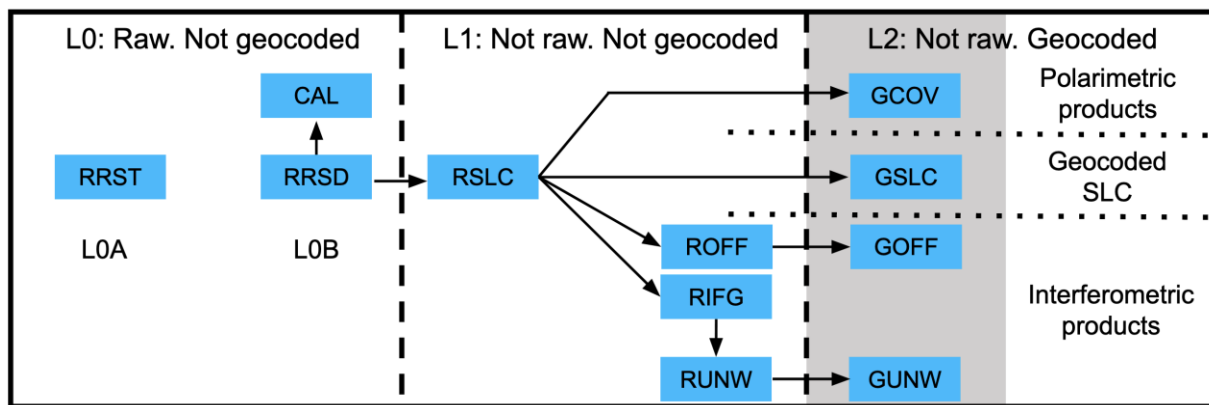 L0: Raw. Not geocoded
L1: Not raw. Not geocoded
L2: Not raw. Geocoded
CAL
GCOV
Polarimetric
products
RRST
RRSD
RSLC
GSLC
Geocoded
SLC
L0A
L0B
ROFF
GOFF
RIFG
Interferometric
products
RUNW
GUNW